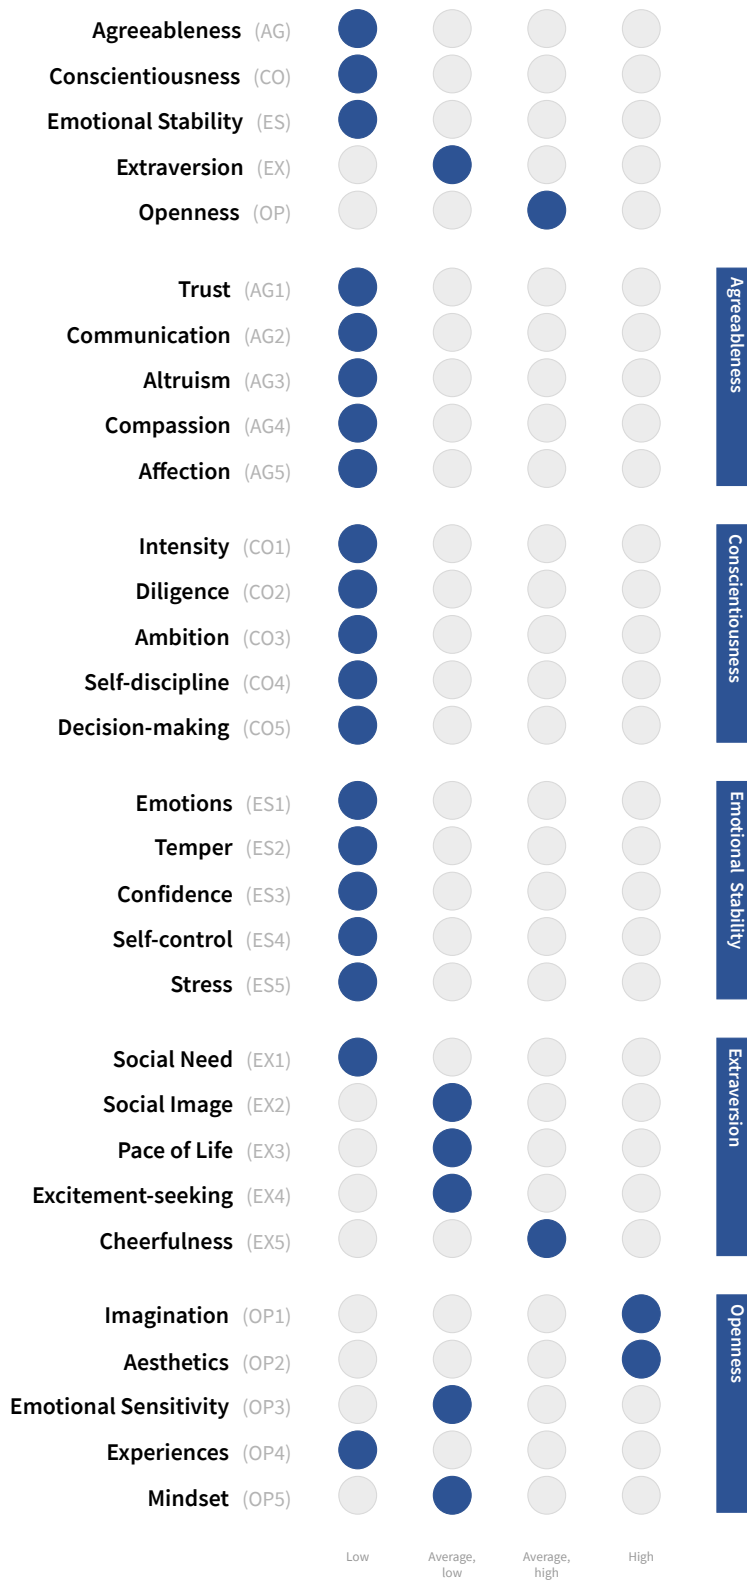 Agreeableness (AG)
Conscientiousness (CO)
Emotional Stability (ES)
Extraversion (EX)
Openness (OP)
Agreeableness
Trust (AG1)
Communication (AG2)
Altruism (AG3)
Compassion (AG4)
Affection (AG5)
Conscientiousness
Intensity (CO1)
Diligence (CO2)
Ambition (CO3)
Self-discipline (CO4)
Decision-making (CO5)
Emotional Stability
Emotions (ES1)
Temper (ES2)
Confidence (ES3)
Self-control (ES4)
Stress (ES5)
Extraversion
Social Need (EX1)
Social Image (EX2)
Pace of Life (EX3)
Excitement-seeking (EX4)
Cheerfulness (EX5)
Openness
Imagination (OP1)
Aesthetics (OP2)
Emotional Sensitivity (OP3)
Experiences (OP4)
Mindset (OP5)
Low
Average,
low
Average,
high
High